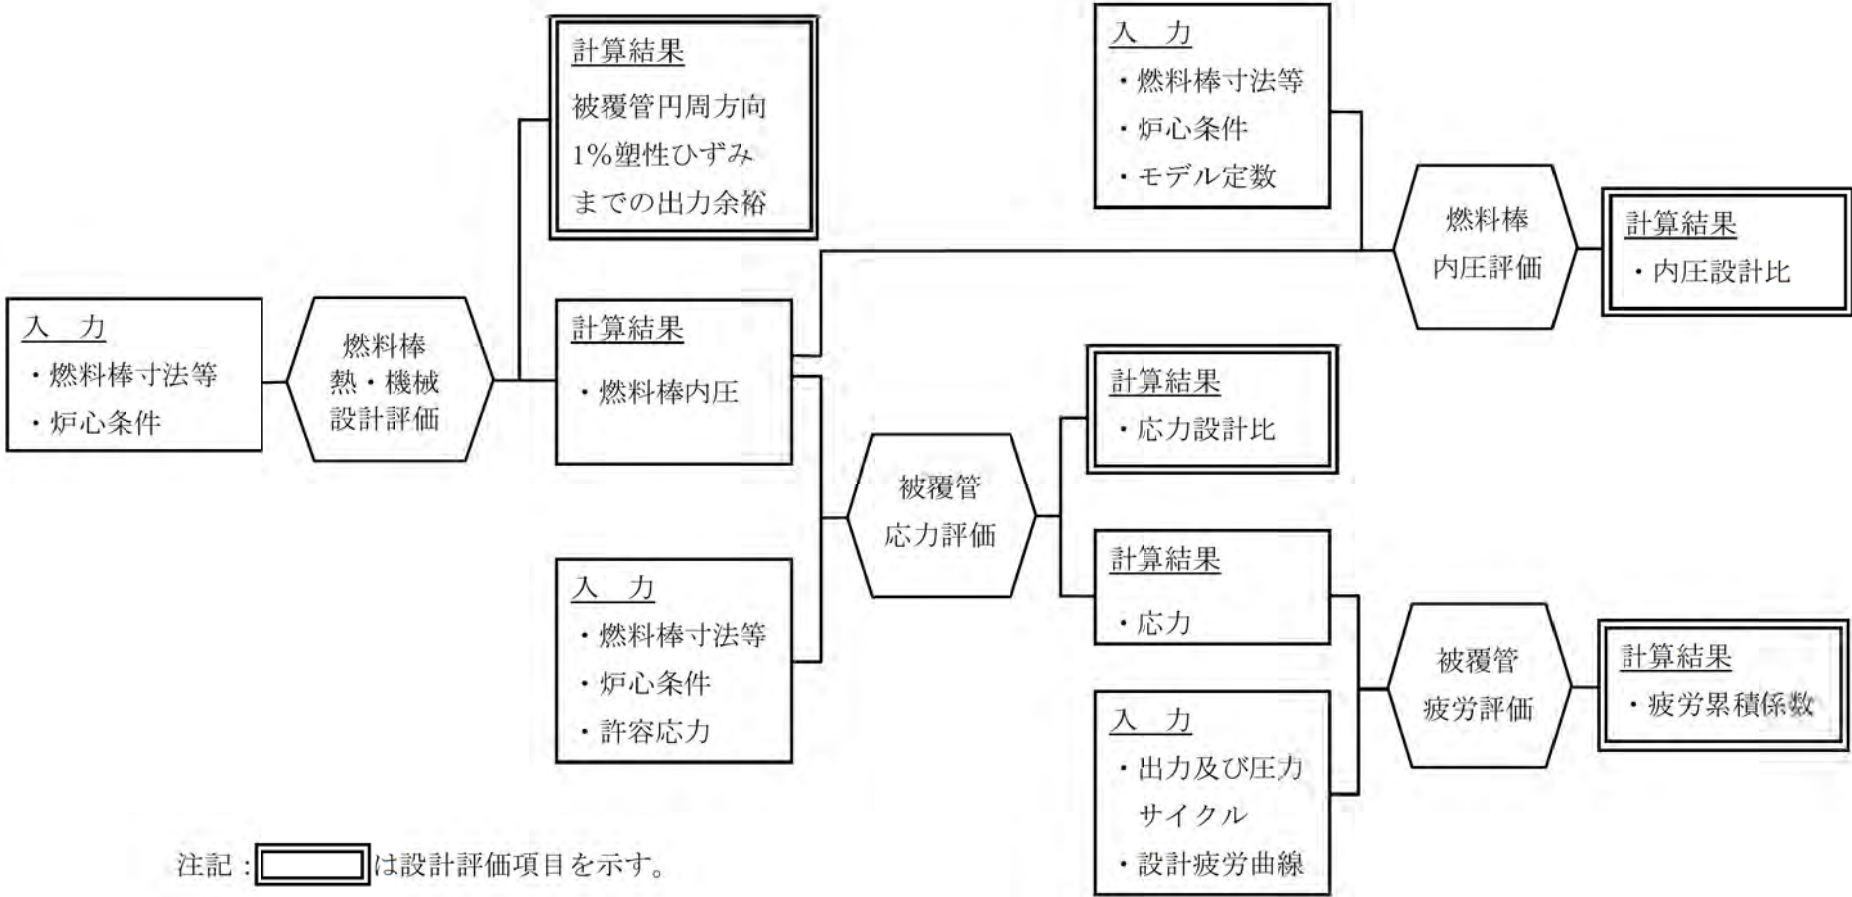 計算結果
被覆管円周方向
1%塑性ひずみ
までの出力余裕
入 力
・燃料棒寸法等
・炉心条件
・モデル定数
燃料棒
内圧評価
計算結果
・内圧設計比
入 力
・燃料棒寸法等
・炉心条件
燃料棒
熱・機械
設計評価
計算結果
・燃料棒内圧
計算結果
・応力設計比
被覆管
応力評価
入 力
・燃料棒寸法等
・炉心条件
・許容応力
計算結果
・応力
被覆管
疲労評価
計算結果
・疲労累積係数
入 力
・出力及び圧力
サイクル
・設計疲労曲線
注記：は設計評価項目を示す。